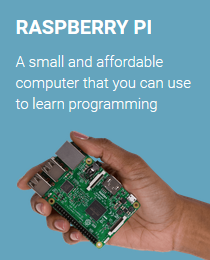 RASPBERRY PI
A small and affordable
computer that you can use
to learn programming